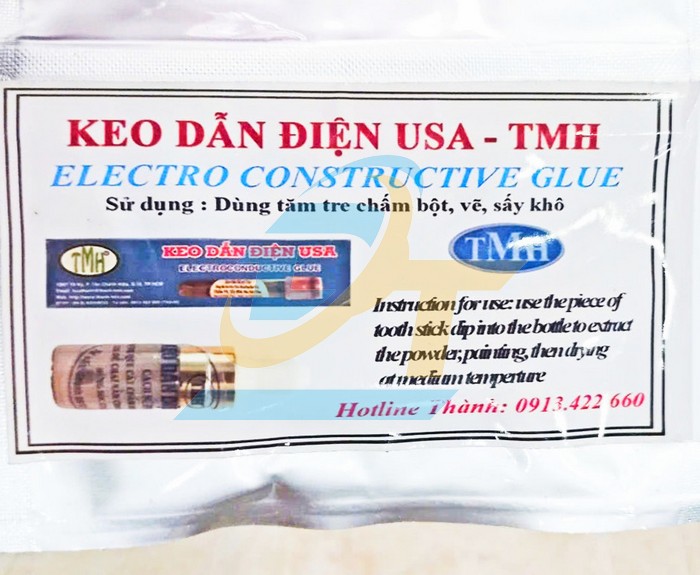 KEO DẪN ĐIỆN USA - TMH
ELECTRO CONSTRUCTIVE GLUE
Sử dụng : Dùng tăm tre chấm bột, vẽ, sấy khô
TMH
KEO DẪN ĐIỆN USA
ELECTROCONDUCTIVE GLUE
TMH
Instruction for use: use the piece of
tooth stick dip into the bottle to extract
the powder, painting, then drying
at medium temperture
Hotline Thành: 0913.422 660